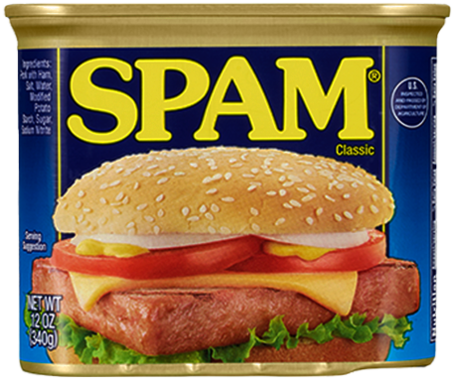 Ingredients:
Pork with Ham,
Salt, Water,
Modified
Potato
Starch, Sugar,
Sodium Nitrite
SPAM®
Classic
U.S.
INSPECTED
AND PASSED BY
DEPARTMENT OF
AGRICULTURE
Serving
Suggestion
NET WT
12 OZ
(340g)